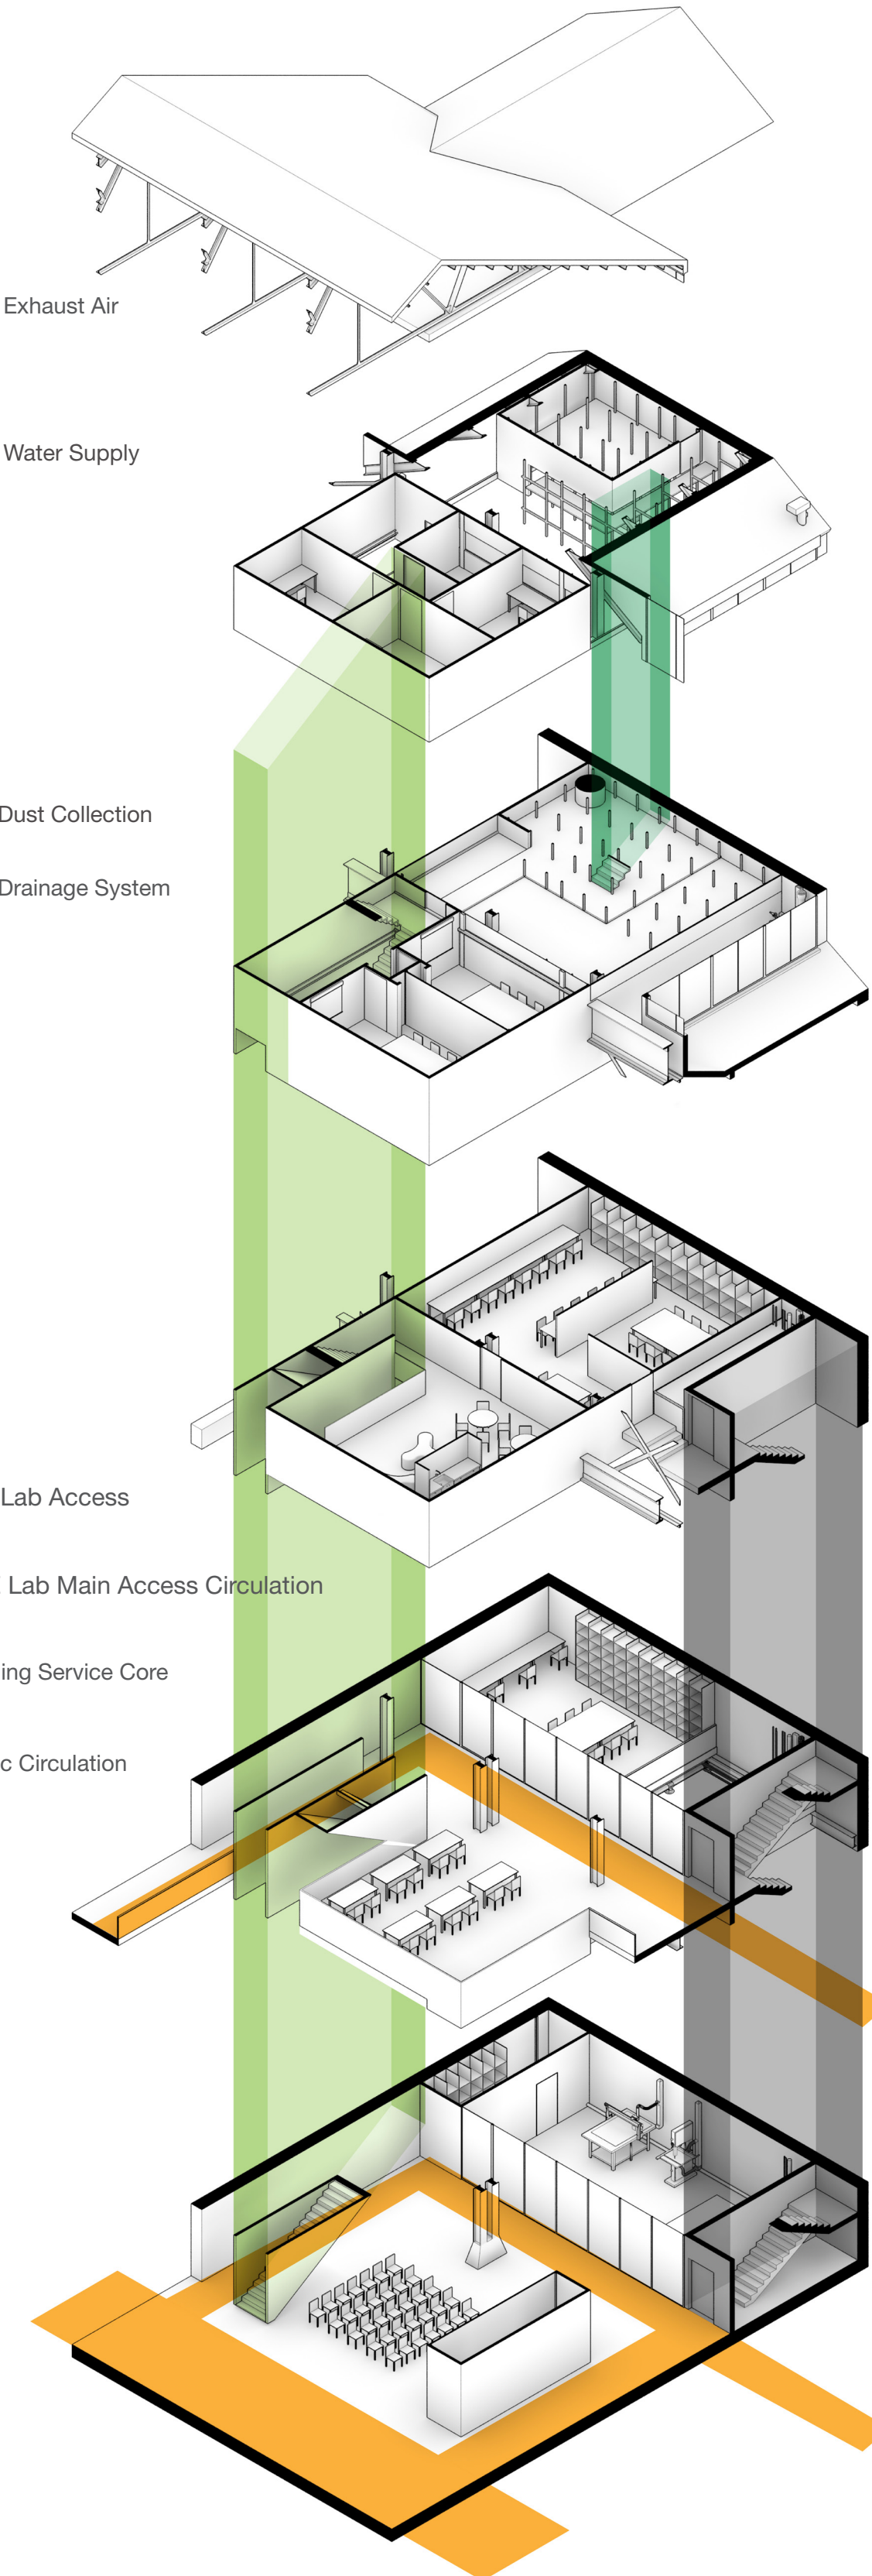 Exhaust Air
Water Supply
Dust Collection
Drainage System
Lab Access
Lab Main Access Circulation
ing Service Core
c Circulation